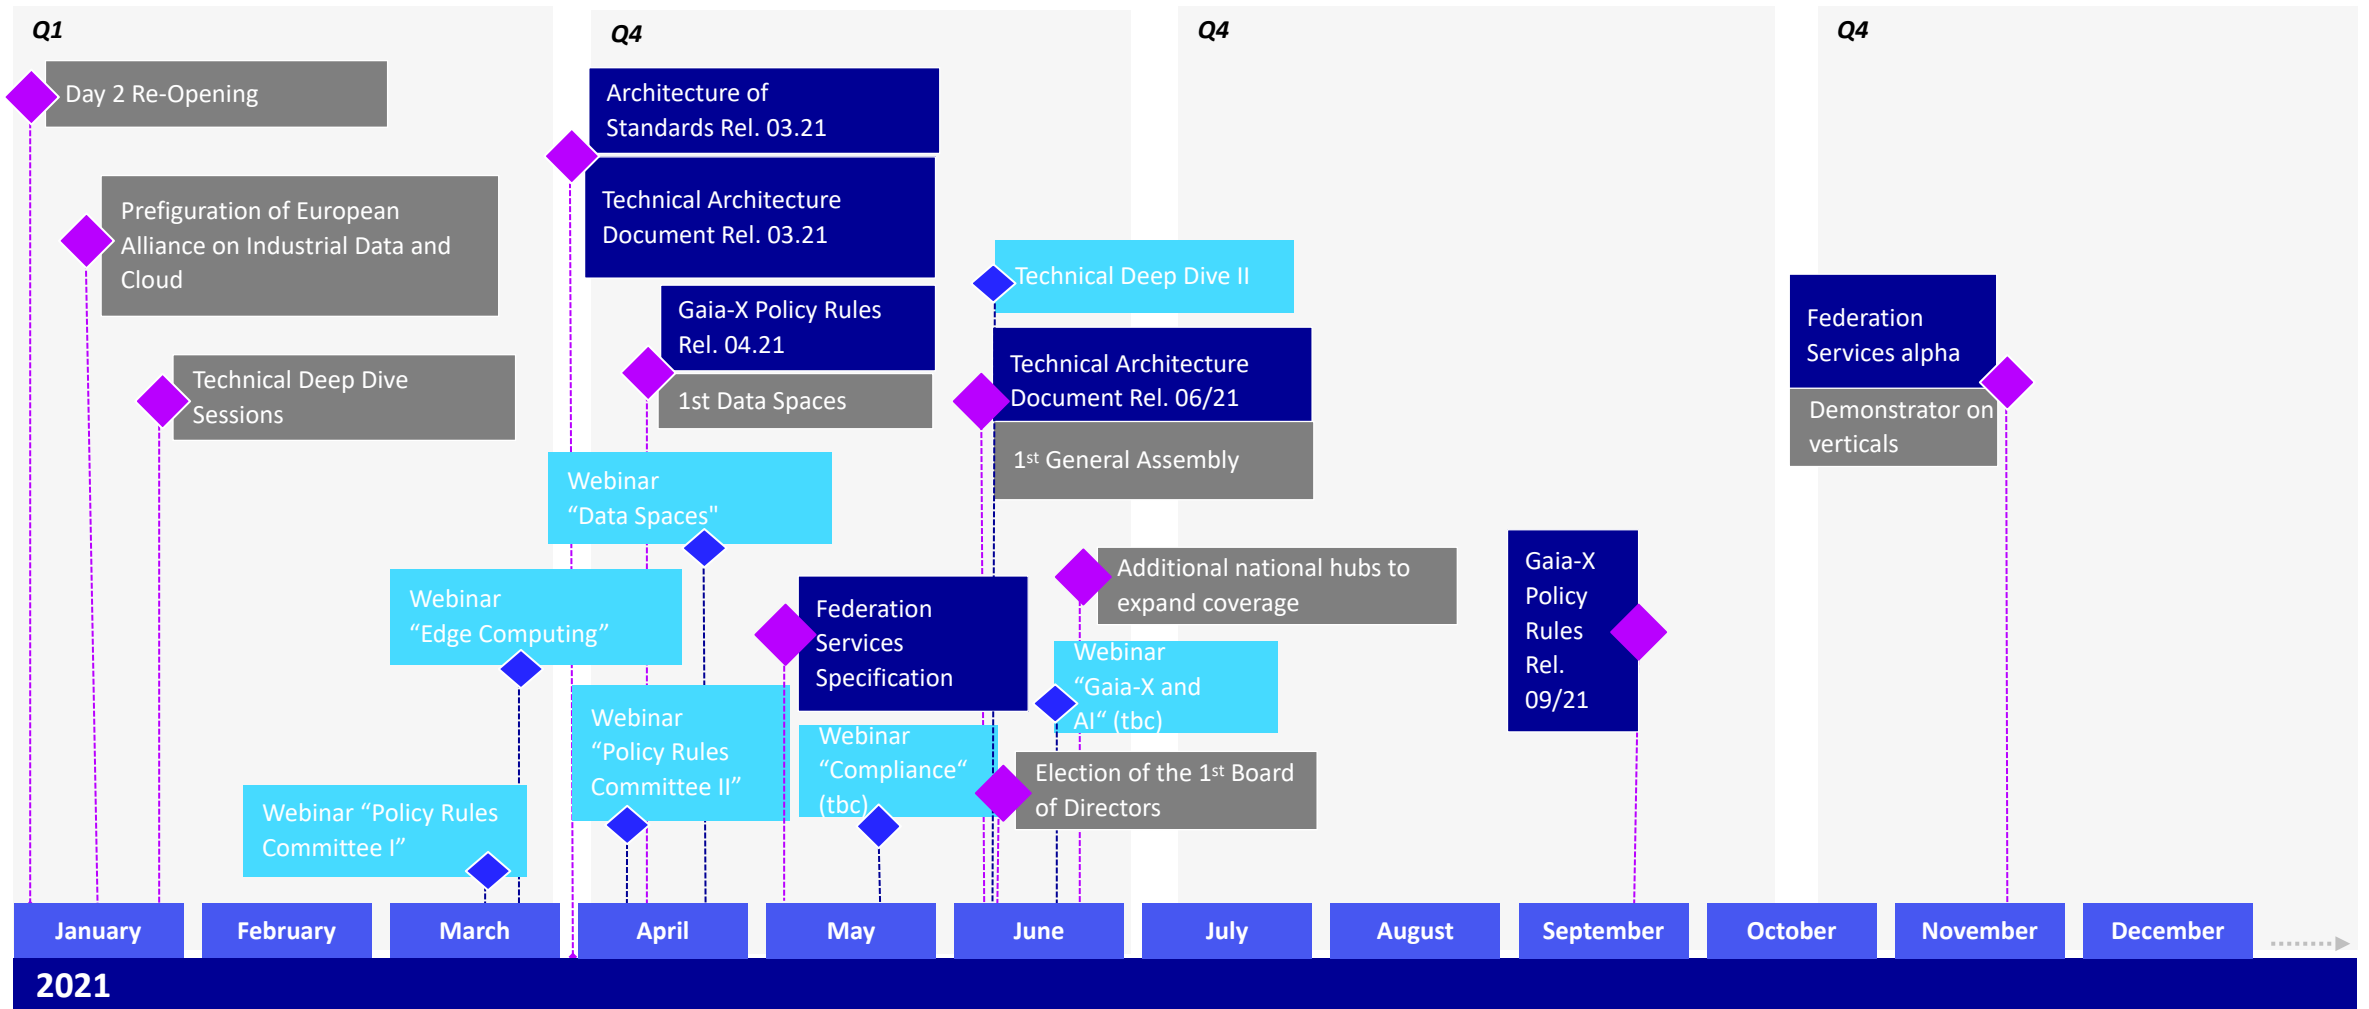 Q1
Q4
Q4
Q4
Day 2 Re-Opening
Prefiguration of European
Alliance on Industrial Data and
Cloud
Technical Deep Dive
Sessions
Architecture of
Standards Rel. 03.21
Technical Architecture
Document Rel. 03.21
Gaia-X Policy Rules
Rel. 04.21
1st Data Spaces
Webinar
“Data Spaces"
Webinar
“Edge Computing”
Webinar “Policy Rules
Committee I”
Webinar
“Policy Rules
Committee II”
Federation
Services
Specification
Webinar
“Compliance“
(tbc)
Technical Deep Dive II
Technical Architecture
Document Rel. 06/21
1st General Assembly
Additional national hubs to
expand coverage
Webinar
“Gaia-X and
AI“ (tbc)
Election of the 1st Board
of Directors
Gaia-X
Policy
Rules
Rel.
09/21
Federation
Services alpha
Demonstrator on
verticals
January
February
March
April
May
June
July
August
September
October
November
December
2021